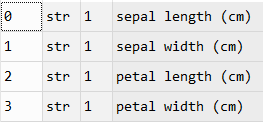 0 str 1 sepal length (cm)
1 str 1 sepal width (cm)
2 str 1 petal length (cm)
3 str 1 petal width (cm)